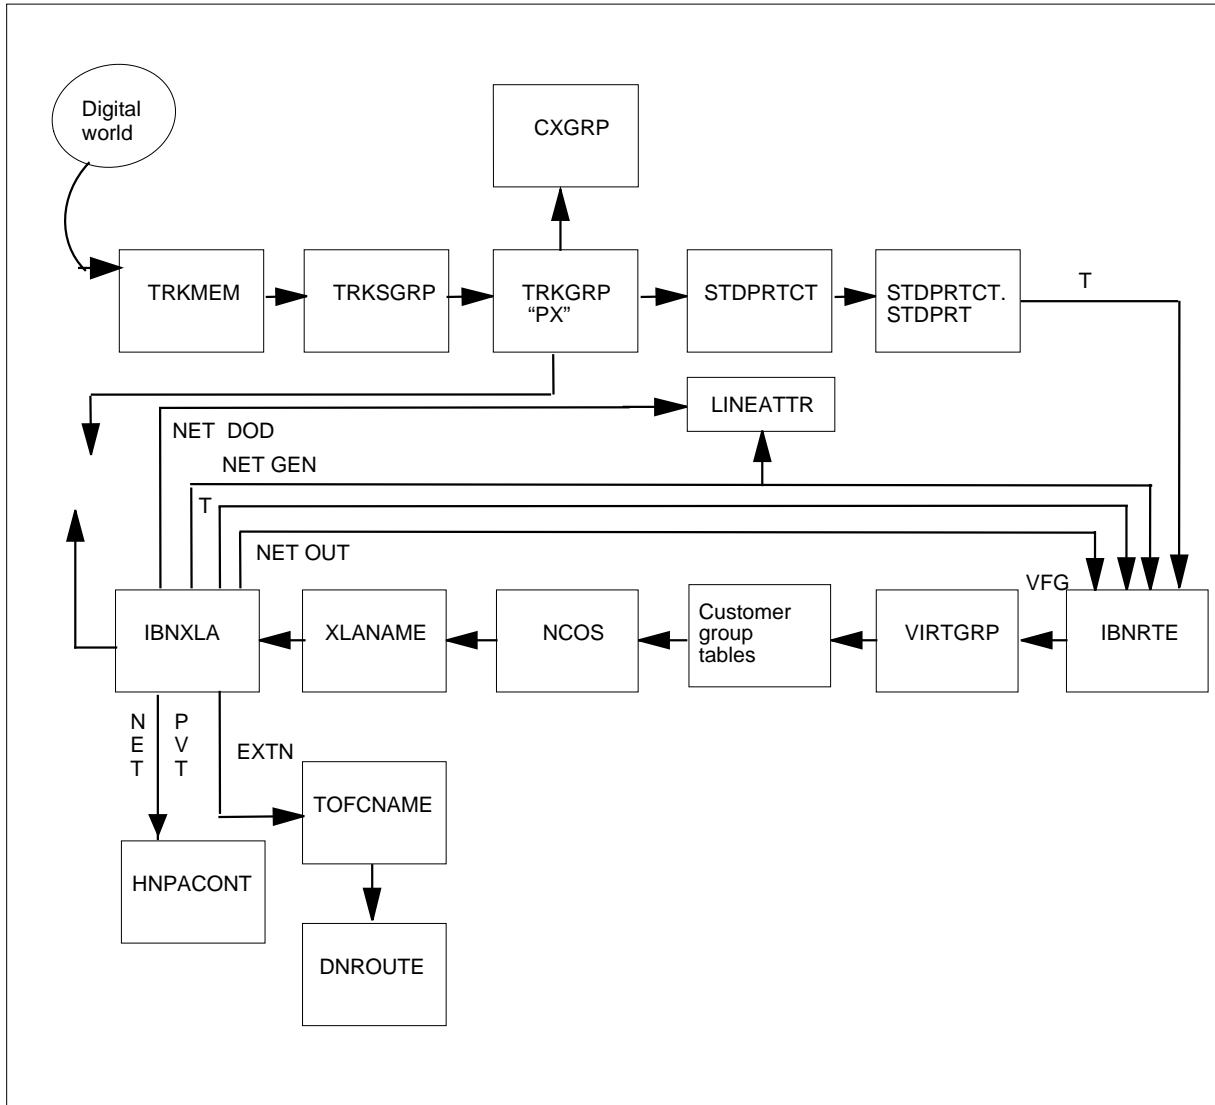 Digital
world
CXGRP
TRKMEM
TRKSGRP
TRKGRP
“PX”
STDPRTCT
STDPRTCT.
STDPRT
T
LINEATTR
NET DOD
NET GEN
T
NET OUT
VFG
IBNXLA
XLANAME
NCOS
Customer
group
tables
VIRTGRP
IBNRTE
N
E
T
P
V
T
EXTN
TOFCNAME
HNPACONT
DNROUTE